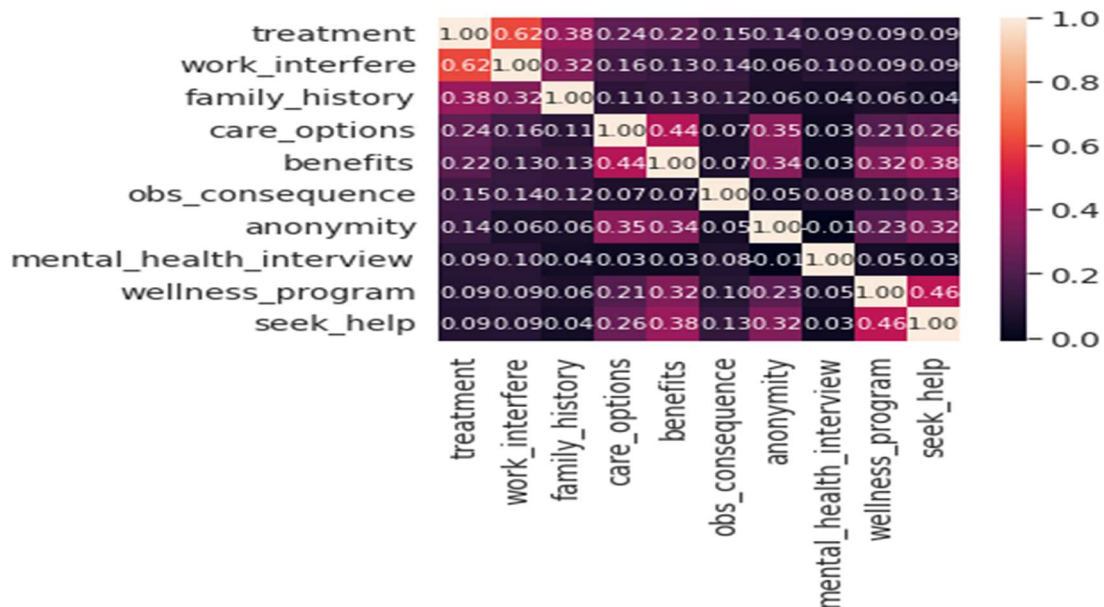 treatment 1.00 0.62 0.38 0.24 0.22 0.15 0.14 0.09 0.09 0.09
work_interfere 0.62 1.00 0.32 0.16 0.13 0.14 0.06 0.10 0.09 0.09
family_history 0.38 0.32 1.00 0.11 0.13 0.12 0.06 0.04 0.06 0.04
care_options 0.24 0.16 0.11 1.00 0.44 0.07 0.35 0.03 0.21 0.26
benefits 0.22 0.13 0.13 0.44 1.00 0.07 0.34 0.03 0.32 0.38
obs_consequence 0.15 0.14 0.12 0.07 0.07 1.00 0.05 0.08 0.10 0.13
anonymity 0.14 0.06 0.06 0.35 0.34 0.05 1.00 -0.01 0.23 0.32
mental_health_interview 0.09 0.10 0.04 0.03 0.03 0.08 -0.01 1.00 0.05 0.03
wellness_program 0.09 0.09 0.06 0.21 0.32 0.10 0.23 0.05 1.00 0.46
seek_help 0.09 0.09 0.04 0.26 0.38 0.13 0.32 0.03 0.46 1.00
treatment
work_interfere
family_history
care_options
benefits
obs_consequence
anonymity
mental_health_interview
wellness_program
seek_help
1.0
0.8
0.6
0.4
0.2
0.0